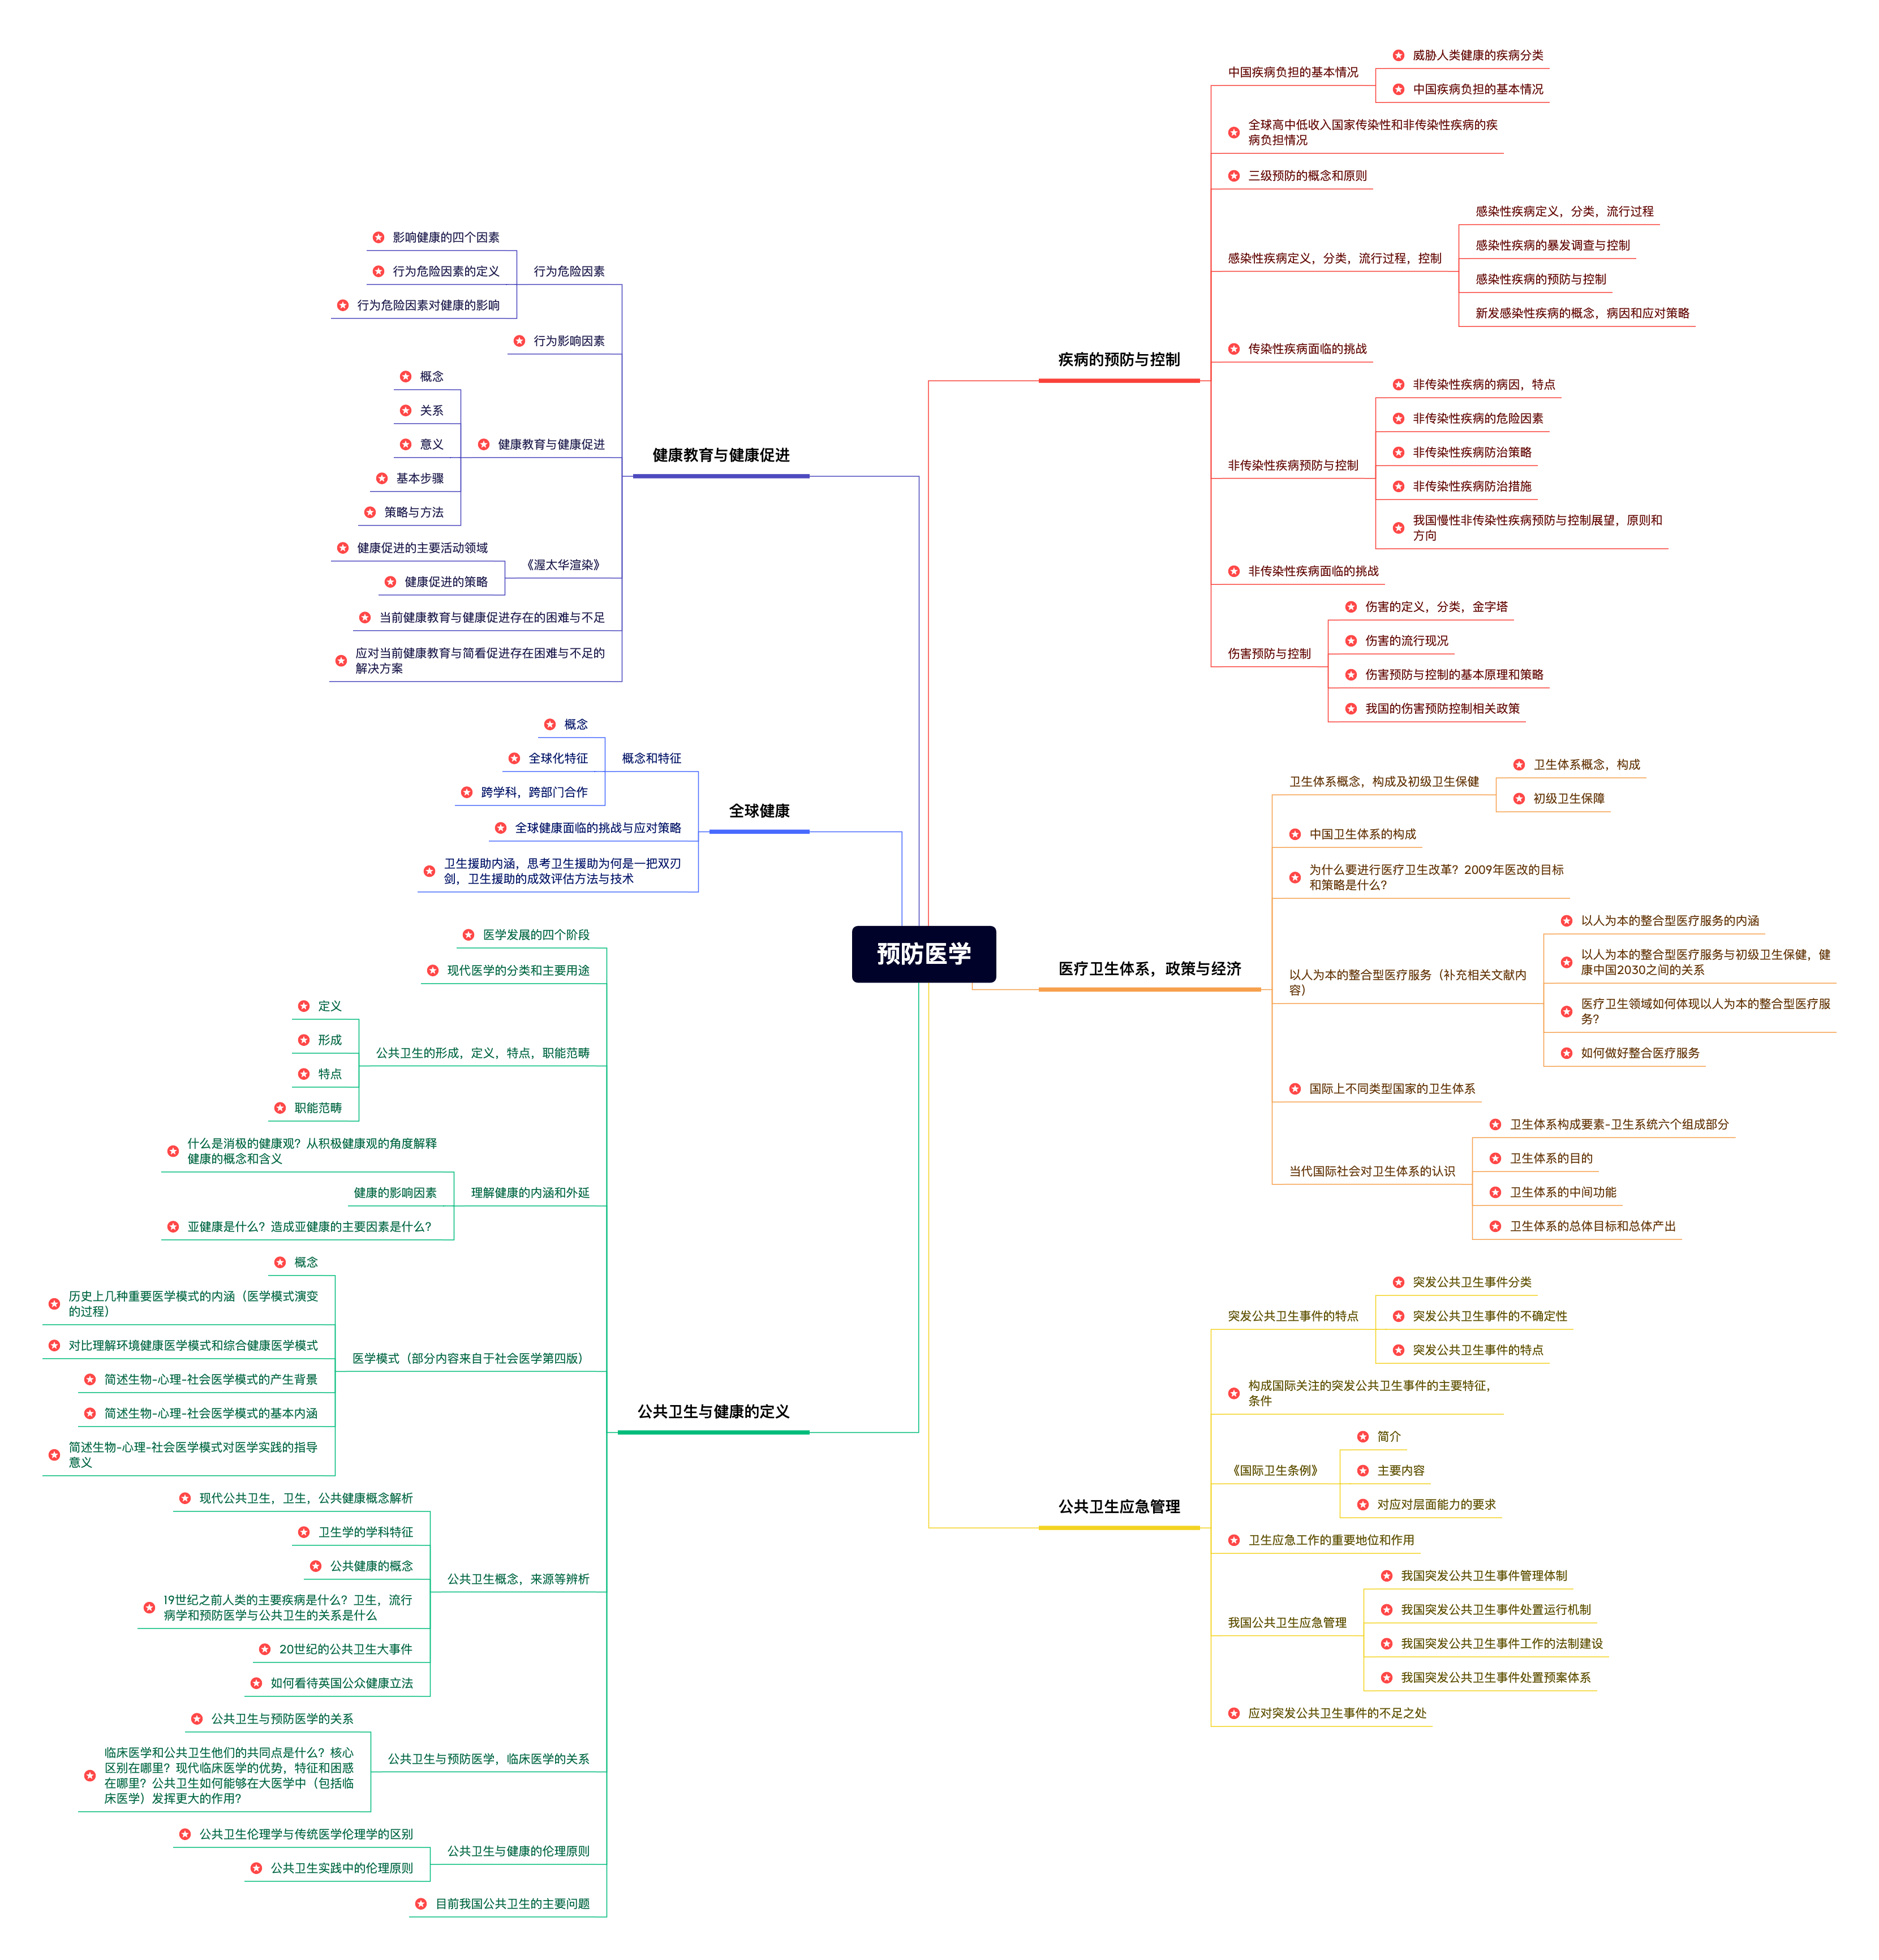 预防医学
疾病的预防与控制
中国疾病负担的基本情况
威胁人类健康的疾病分类
中国疾病负担的基本情况
全球高中低收入国家传染性和非传染性疾病的疾
病负担情况
三级预防的概念和原则
感染性疾病定义，分类，流行过程，控制
感染性疾病定义，分类，流行过程
感染性疾病的暴发调查与控制
感染性疾病的预防与控制
新发感染性疾病的概念，病因和应对策略
传染性疾病面临的挑战
非传染性疾病预防与控制
非传染性疾病的病因，特点
非传染性疾病的危险因素
非传染性疾病防治策略
非传染性疾病防治措施
我国慢性非传染性疾病预防与控制展望，原则和
方向
非传染性疾病面临的挑战
伤害预防与控制
伤害的定义，分类，金字塔
伤害的流行现况
伤害预防与控制的基本原理和策略
我国的伤害预防控制相关政策
医疗卫生体系，政策与经济
卫生体系概念，构成及初级卫生保健
卫生体系概念，构成
初级卫生保障
中国卫生体系的构成
为什么要进行医疗卫生改革？2009年医改的目标
和策略是什么？
以人为本的整合型医疗服务（补充相关文献内
容）
以人为本的整合型医疗服务的内涵
以人为本的整合型医疗服务与初级卫生保健，健
康中国2030之间的关系
医疗卫生领域如何体现以人为本的整合型医疗服
务？
如何做好整合医疗服务
国际上不同类型国家的卫生体系
当代国际社会对卫生体系的认识
卫生体系构成要素-卫生系统六个组成部分
卫生体系的目的
卫生体系的中间功能
卫生体系的总体目标和总体产出
公共卫生应急管理
突发公共卫生事件的特点
突发公共卫生事件分类
突发公共卫生事件的不确定性
突发公共卫生事件的特点
构成国际关注的突发公共卫生事件的主要特征，
条件
《国际卫生条例》
简介
主要内容
对应对层面能力的要求
卫生应急工作的重要地位和作用
我国公共卫生应急管理
我国突发公共卫生事件管理体制
我国突发公共卫生事件处置运行机制
我国突发公共卫生事件工作的法制建设
我国突发公共卫生事件处置预案体系
应对突发公共卫生事件的不足之处
健康教育与健康促进
行为危险因素
影响健康的四个因素
行为危险因素的定义
行为危险因素对健康的影响
行为影响因素
健康教育与健康促进
概念
关系
意义
基本步骤
策略与方法
《渥太华渲染》
健康促进的主要活动领域
健康促进的策略
当前健康教育与健康促进存在的困难与不足
应对当前健康教育与简看促进存在困难与不足的
解决方案
全球健康
概念和特征
概念
全球化特征
跨学科，跨部门合作
全球健康面临的挑战与应对策略
卫生援助内涵，思考卫生援助为何是一把双刃
剑，卫生援助的成效评估方法与技术
公共卫生与健康的定义
医学发展的四个阶段
现代医学的分类和主要用途
公共卫生的形成，定义，特点，职能范畴
定义
形成
特点
职能范畴
理解健康的内涵和外延
什么是消极的健康观？从积极健康观的角度解释
健康的概念和含义
健康的影响因素
亚健康是什么？造成亚健康的主要因素是什么？
医学模式（部分内容来自于社会医学第四版）
概念
历史上几种重要医学模式的内涵（医学模式演变
的过程）
对比理解环境健康医学模式和综合健康医学模式
简述生物-心理-社会医学模式的产生背景
简述生物-心理-社会医学模式的基本内涵
简述生物-心理-社会医学模式对医学实践的指导
意义
公共卫生概念，来源等辨析
现代公共卫生，卫生，公共健康概念解析
卫生学的学科特征
公共健康的概念
19世纪之前人类的主要疾病是什么？卫生，流行
病学和预防医学与公共卫生的关系是什么
20世纪的公共卫生大事件
如何看待英国公众健康立法
公共卫生与预防医学，临床医学的关系
公共卫生与预防医学的关系
临床医学和公共卫生他们的共同点是什么？核心
区别在哪里？现代临床医学的优势，特征和困惑
在哪里？公共卫生如何能够在大医学中（包括临
床医学）发挥更大的作用？
公共卫生与健康的伦理原则
公共卫生伦理学与传统医学伦理学的区别
公共卫生实践中的伦理原则
目前我国公共卫生的主要问题